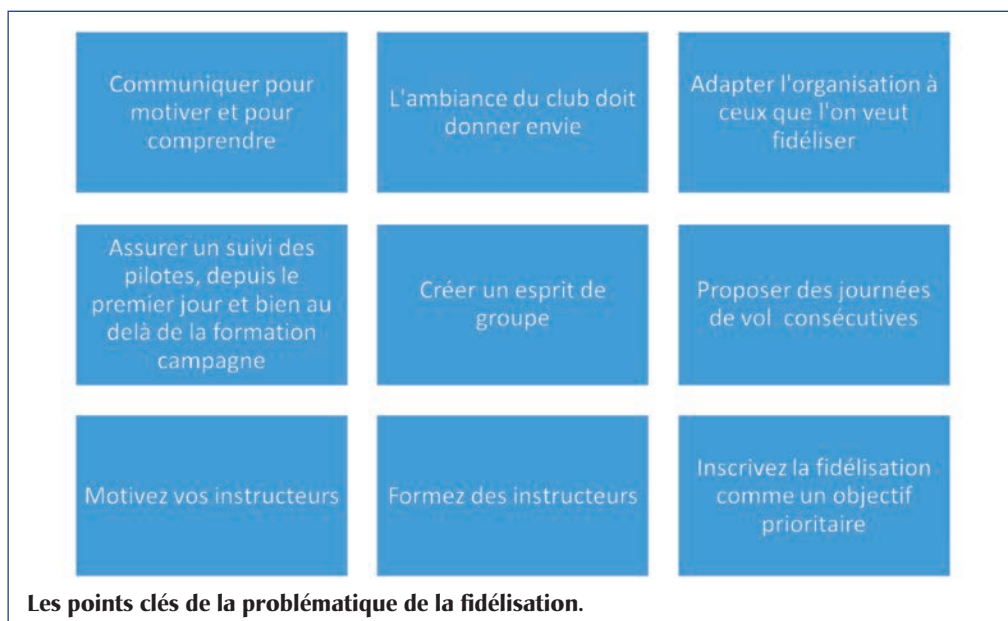 Communiquer pour
motiver et pour
comprendre
L'ambiance du club doit
donner envie
Adapter l'organisation à
ceux que l'on veut
fidéliser
Assurer un suivi des
pilotes, depuis le
premier jour et bien au
delà de la formation
campagne
Créer un esprit de
groupe
Proposer des journées
de vol consécutives
Motivez vos instructeurs
Formez des instructeurs
Inscrivez la fidélisation
comme un objectif
prioritaire
Les points clés de la problématique de la fidélisation.